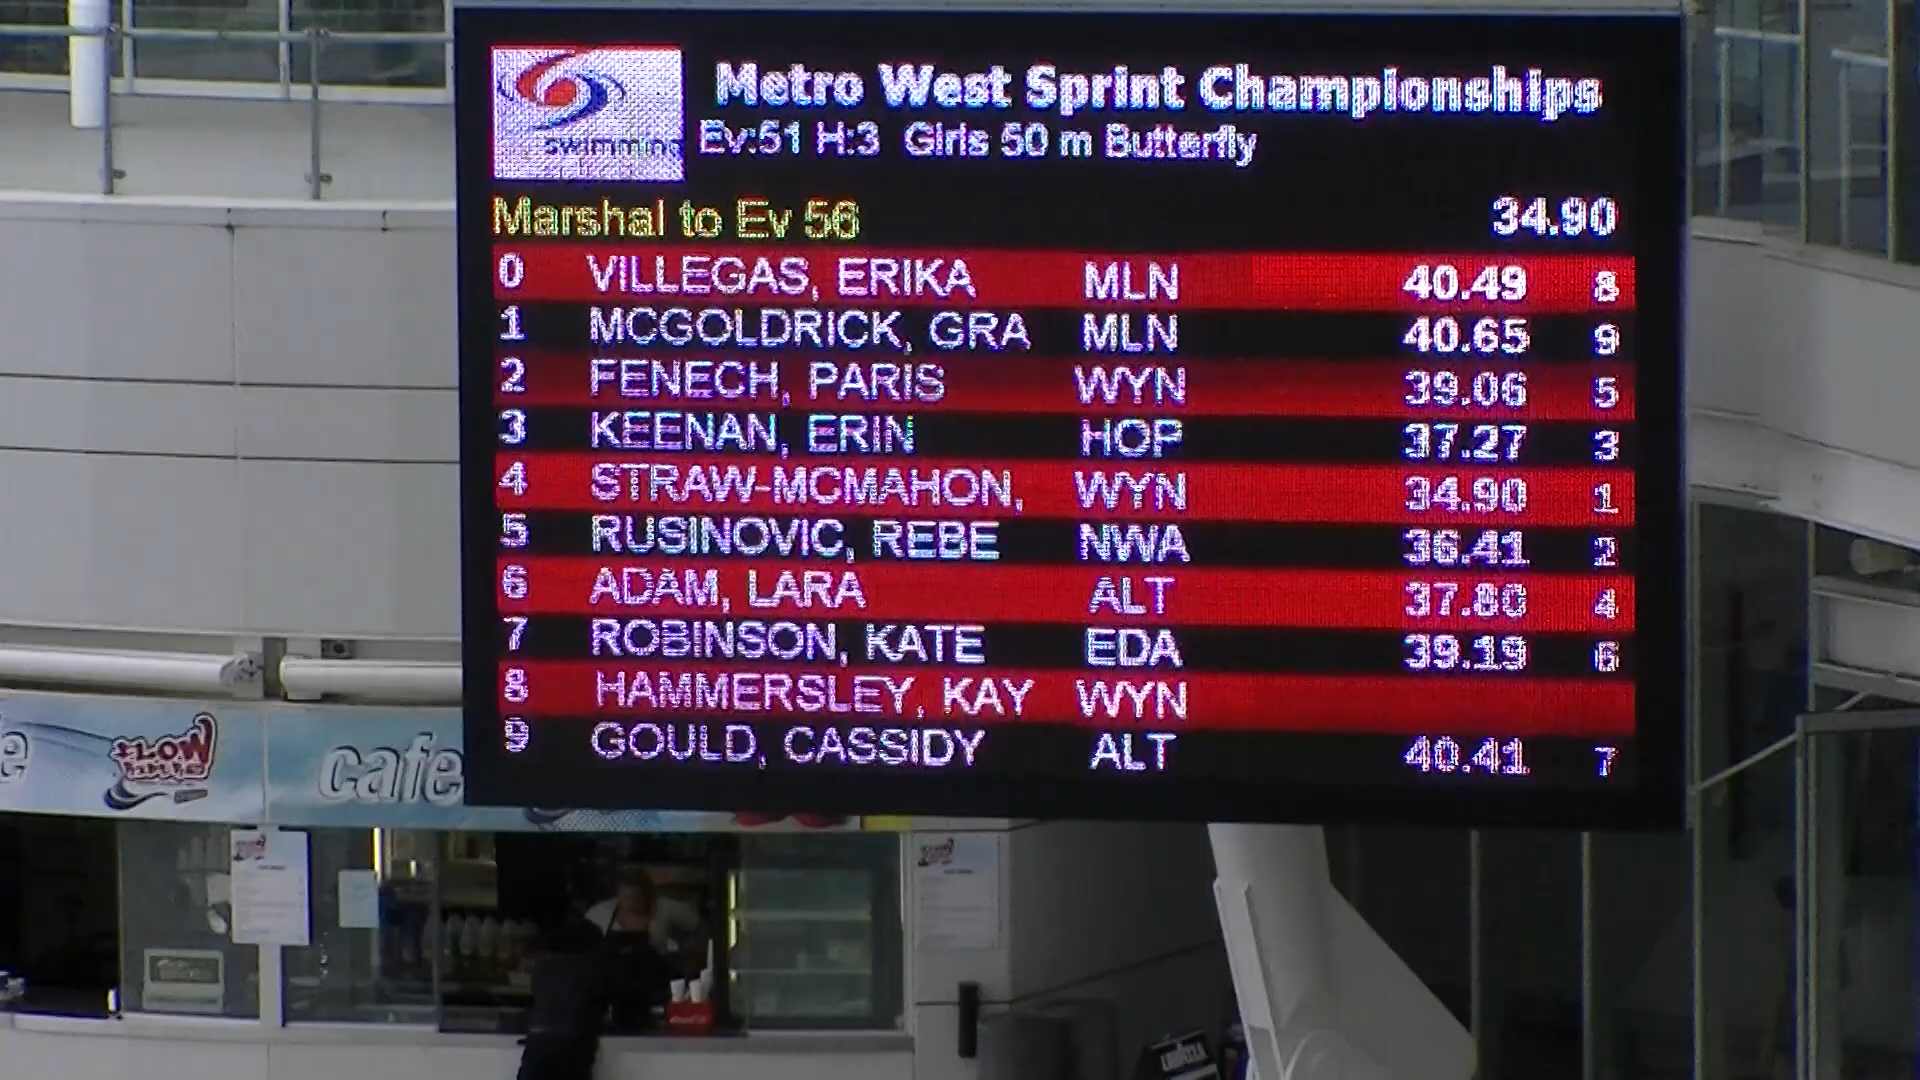 swimming
Metro West Sprint Championships
Ev:51 H:3 Girls 50 m Butterfly
Marshal to Ev 56 34.90
0 VILLEGAS, ERIKA MLN 40.49 8
1 MCGOLDRICK, GRA MLN 40.65 9
2 FENECH, PARIS WYN 39.06 5
3 KEENAN, ERIN HOP 37.27 3
4 STRAW-MCMAHON, WYN 34.90 1
5 RUSINOVIC, REBE NWA 36.41 2
6 ADAM, LARA ALT 4
7 ROBINSON, KATE EDA 39.19 6
8 HAMMERSLEY, KAY WYN
9 GOULD, CASSIDY ALT 40.41 7
cafe